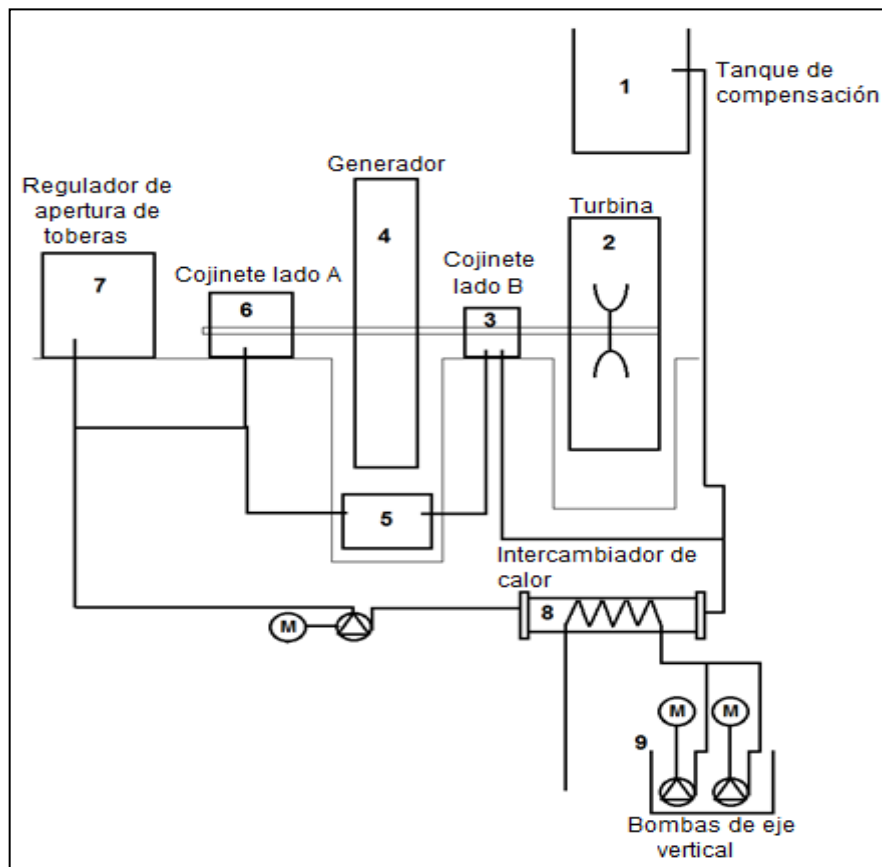 1
Tanque de
compensación
Generador
Regulador de
apertura de
toberas
Turbina
4
2
Cojinete lado A
Cojinete
lado B
7
6
3
5
Intercambiador de
calor
8
M
M
M
9
Bombas de eje
vertical